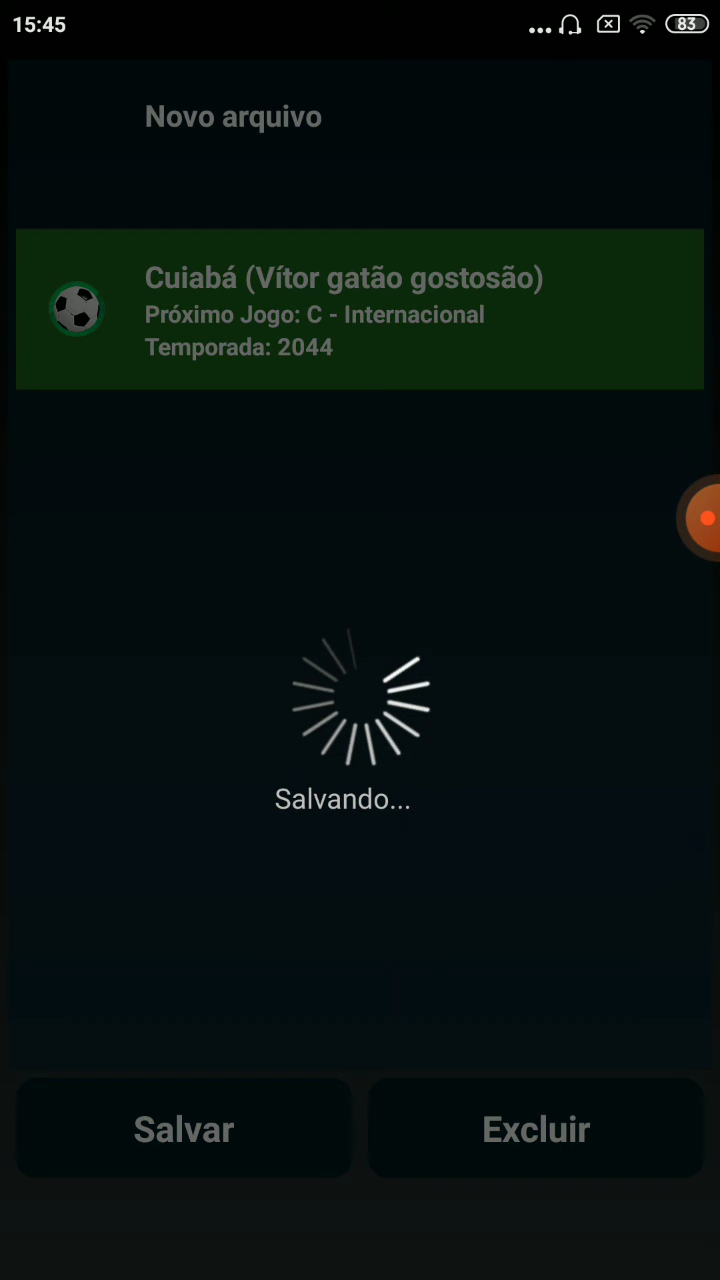 15:45
83
Novo arquivo
Cuiabá (Vítor gatão gostosão)
Próximo Jogo: C - Internacional
Temporada: 2044
Salvando...
Salvar
Excluir